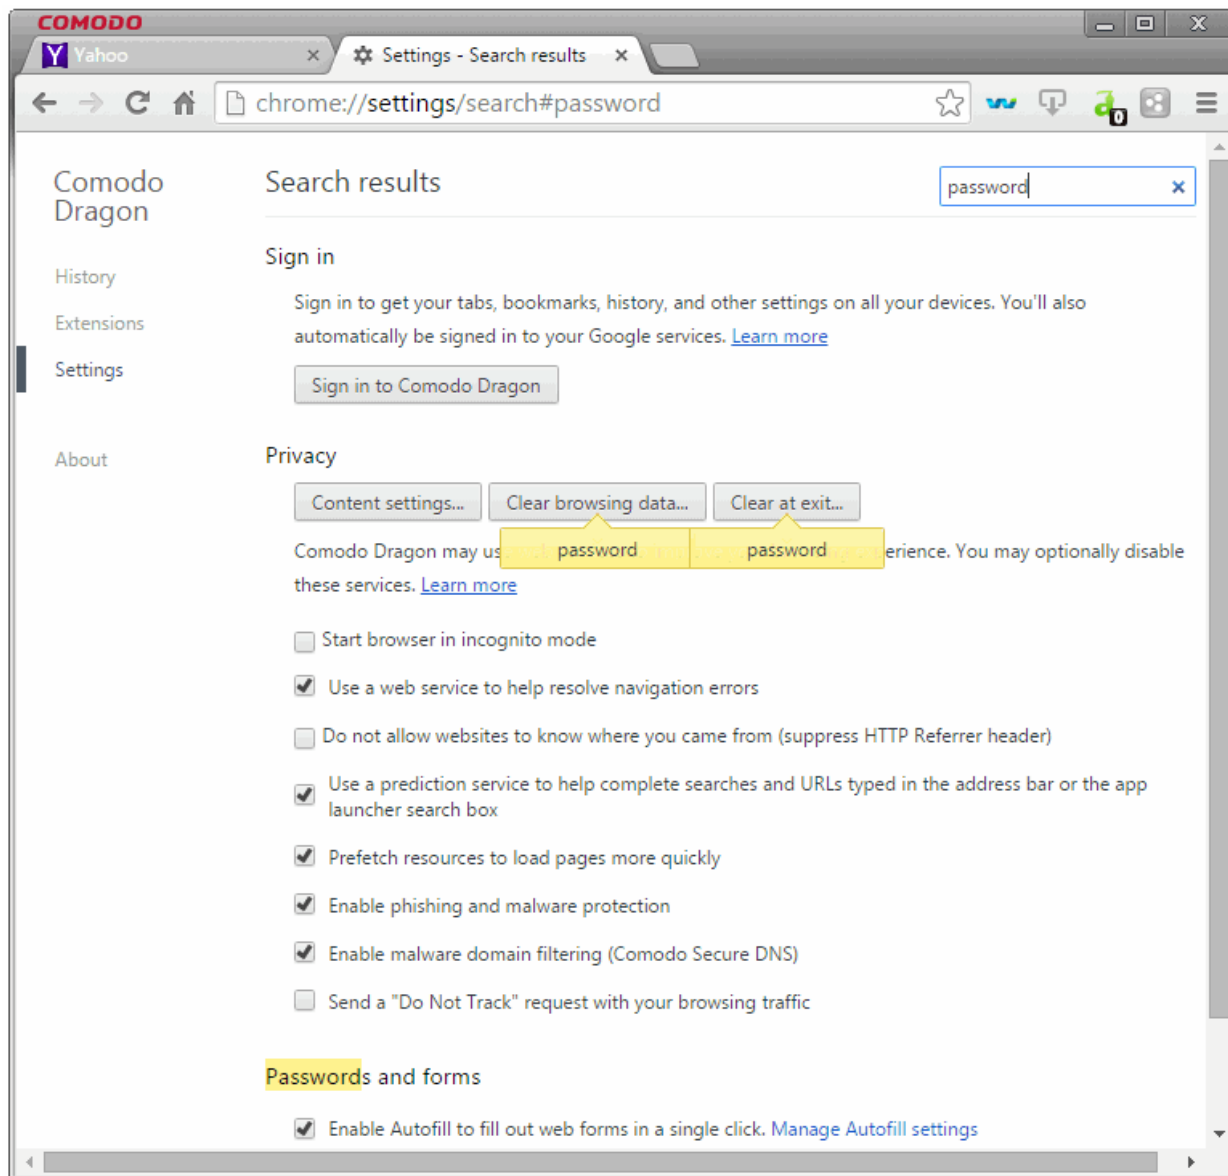 COMODO
Yahoo
Settings - Search results
chrome://settings/search#password
a 0
Comodo
Dragon
Search results
password
History
Extensions
Settings
About
Sign in
Sign in to get your tabs, bookmarks, history, and other settings on all your devices. You'll also
automatically be signed in to your Google services. Learn more
Sign in to Comodo Dragon
Privacy
Content settings... Clear browsing data... Clear at exit...
password password
Comodo Dragon may us erience. You may optionally disable
these services. Learn more
Start browser in incognito mode
Use a web service to help resolve navigation errors
Do not allow websites to know where you came from (suppress HTTP Referrer header)
Use a prediction service to help complete searches and URLs typed in the address bar or the app
launcher search box
Prefetch resources to load pages more quickly
Enable phishing and malware protection
Enable malware domain filtering (Comodo Secure DNS)
Send a "Do Not Track" request with your browsing traffic
Passwords and forms
Enable Autofill to fill out web forms in a single click. Manage Autofill settings